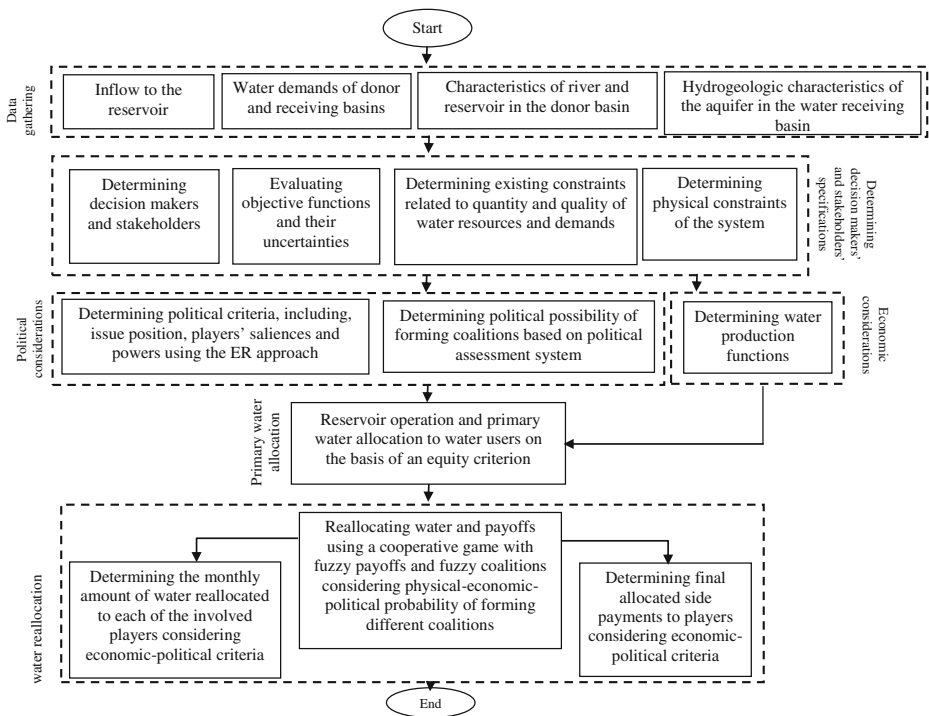 Start
Data
gathering
Inflow to the
reservoir
Water demands of donor
and receiving basins
Characteristics of river and
reservoir in the donor basin
Hydrogeologic characteristics of
the aquifer in the water receiving
basin
Determining
decision makers
and stakeholders
Evaluating
objective functions
and their
uncertainties
Determining existing constraints
related to quantity and quality of
water resources and demands
Determining
physical constraints
of the system
Determining
decision makers’
and stakeholders’
specifications
Political
considerations
Determining political criteria, including,
issue position, players’ saliences and
powers using the ER approach
Determining political possibility of
forming coalitions based on political
assessment system
Determining water
production
functions
Economic
considerations
Primary water
allocation
Reservoir operation and primary
water allocation to water users on
the basis of an equity criterion
water reallocation
Determining the monthly
amount of water reallocated
to each of the involved
players considering
economic-political criteria
Reallocating water and payoffs
using a cooperative game with
fuzzy payoffs and fuzzy coalitions
considering physical-economic-
political probability of forming
different coalitions
Determining final
allocated side
payments to players
considering economic-
political criteria
End